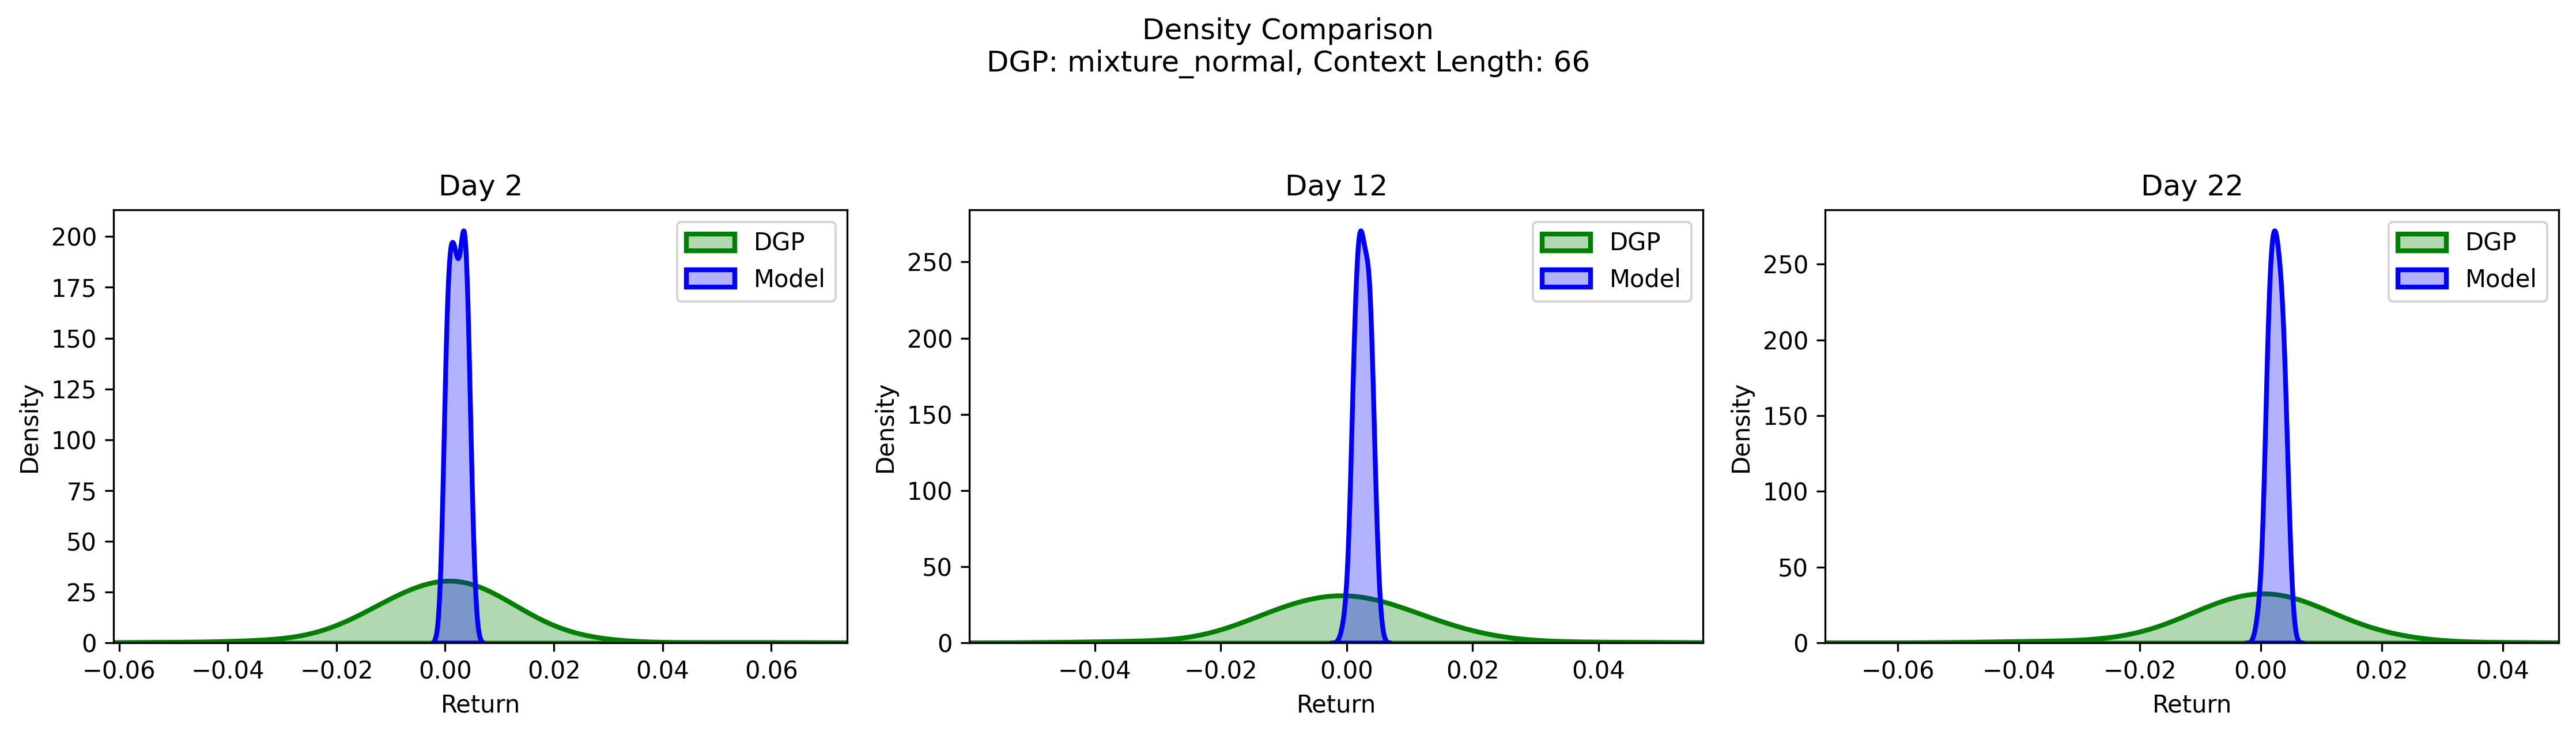 Density Comparison
DGP: mixture_normal, Context Length: 66
Day 2
DGP
Model
Density
200
175
150
125
100
75
50
25
0
−0.06 −0.04 −0.02 0.00 0.02 0.04 0.06
Return
Day 12
DGP
Model
Density
250
200
150
100
50
0
−0.04 −0.02 0.00 0.02 0.04
Return
Day 22
DGP
Model
Density
250
200
150
100
50
0
−0.06 −0.04 −0.02 0.00 0.02 0.04
Return